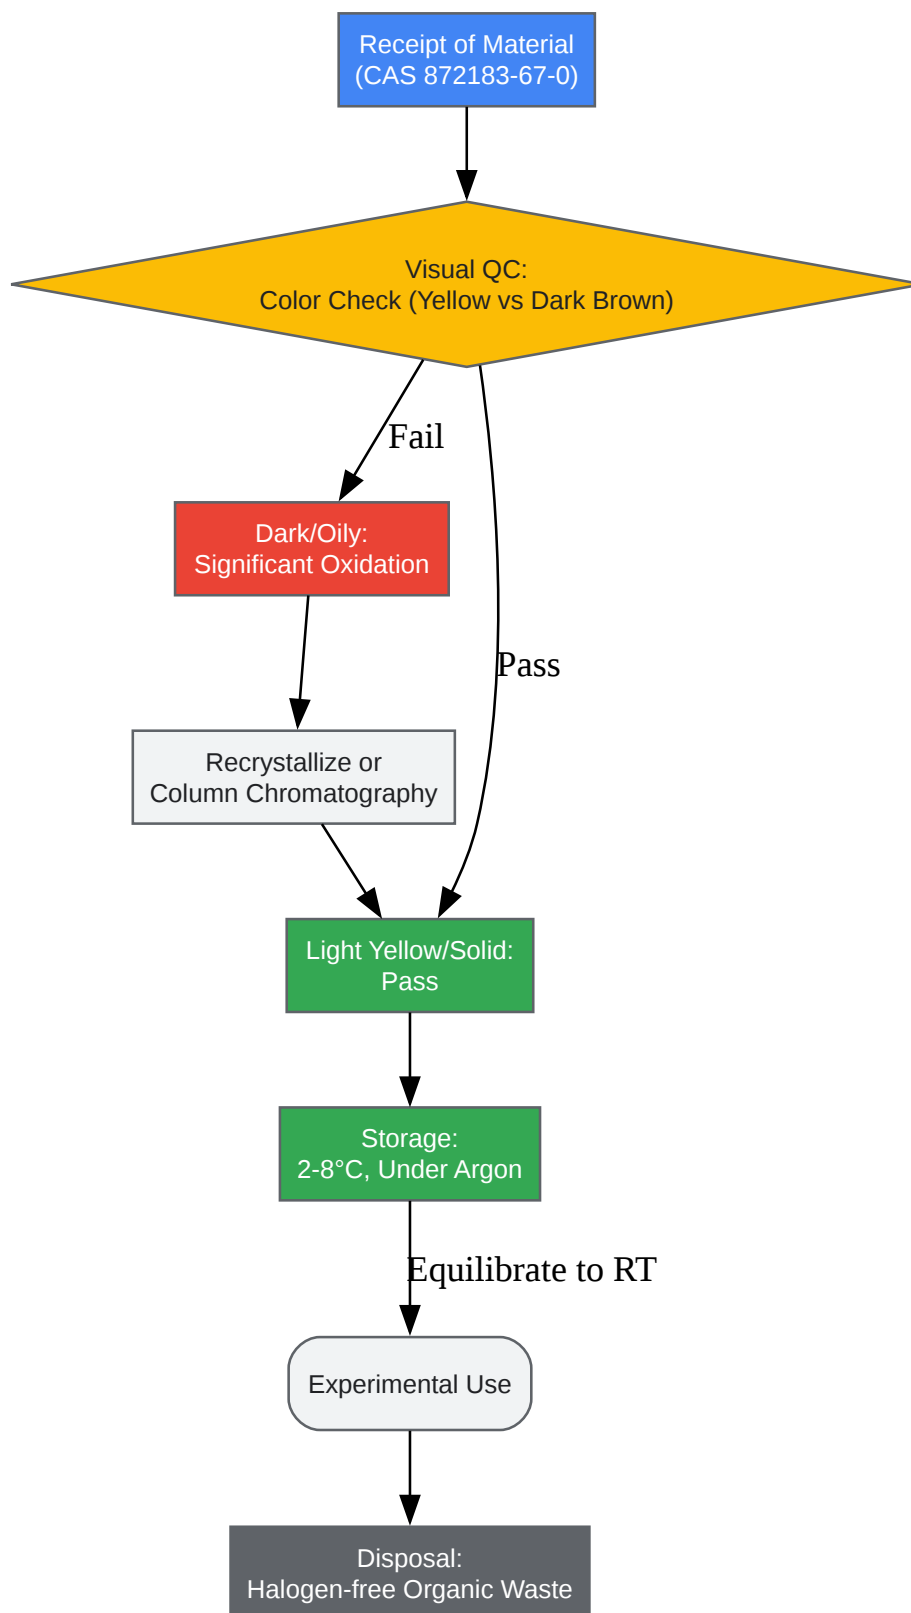 Receipt of Material
(CAS 872183-67-0)
Visual QC:
Color Check (Yellow vs Dark Brown)
Fail
Dark/Oily:
Significant Oxidation
Pass
Recrystallize or
Column Chromatography
Light Yellow/Solid:
Pass
Storage:
2-8°C, Under Argon
Equilibrate to RT
Experimental Use
Disposal:
Halogen-free Organic Waste